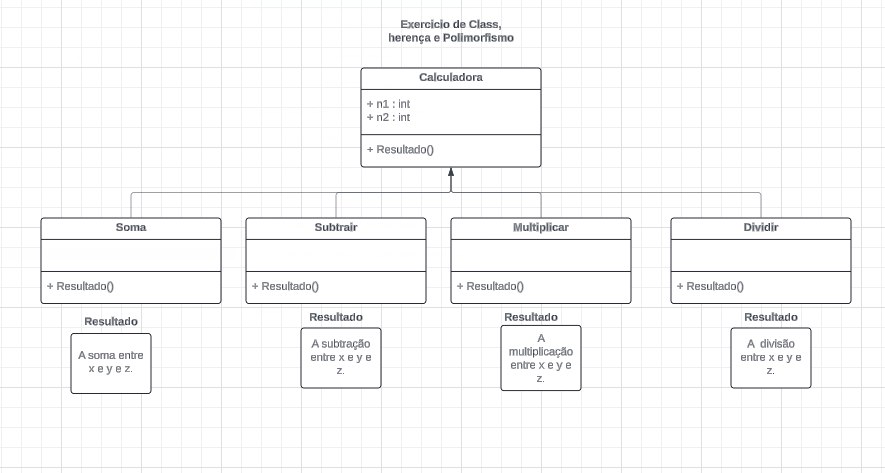 Exercicio de Class,
herença e Polimorfismo
Calculadora
+ n1 : int
+ n2 : int
+ Resultado()
Soma
+ Resultado()
Subtrair
+ Resultado()
Multiplicar
+ Resultado()
Dividir
+ Resultado()
Resultado
A soma entre
x e y e z.
Resultado
A subtração
entre x e y e
z.
Resultado
A
multiplicação
entre x e y e
z.
Resultado
A divisão
entre x e y e
z.